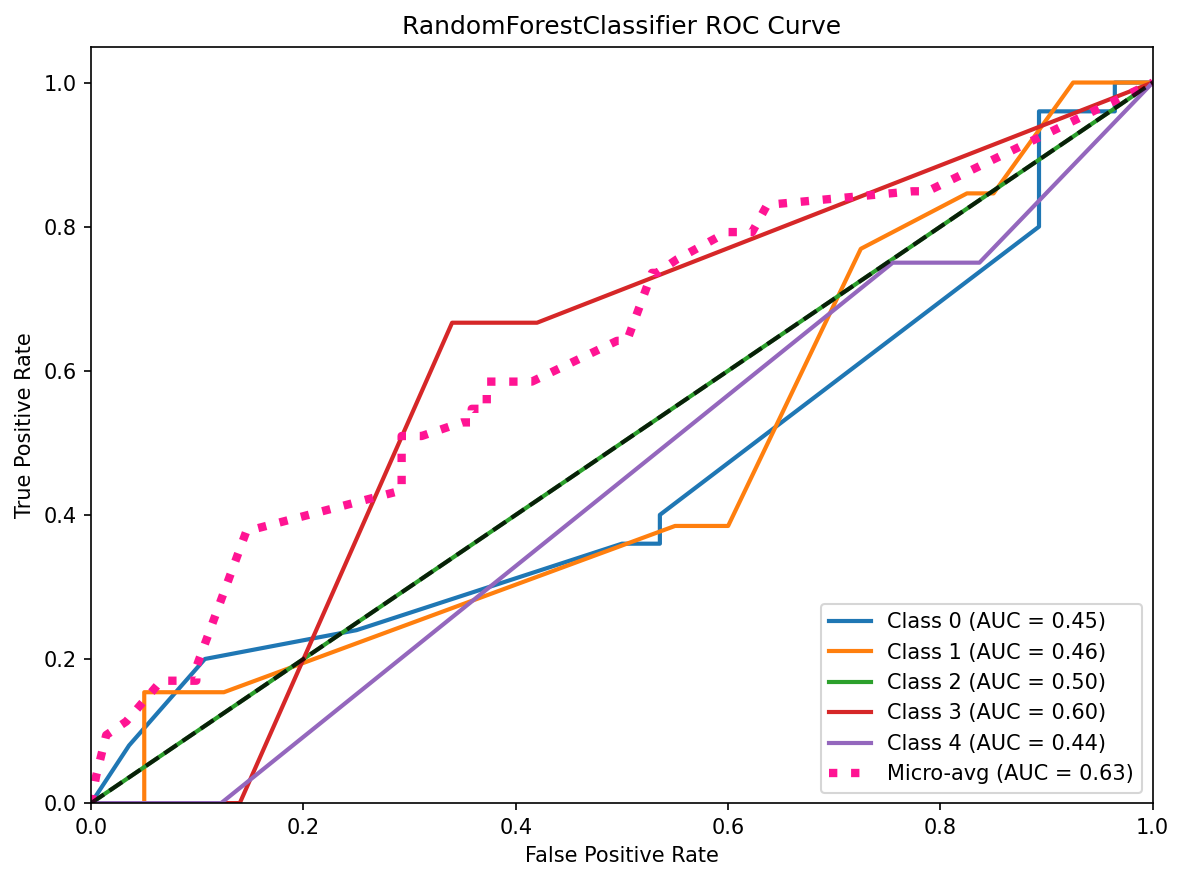 RandomForestClassifier ROC Curve
True Positive Rate
1.0
0.8
0.6
0.4
0.2
0.0
Class 0 (AUC = 0.45)
Class 1 (AUC = 0.46)
Class 2 (AUC = 0.50)
Class 3 (AUC = 0.60)
Class 4 (AUC = 0.44)
Micro-avg (AUC = 0.63)
0.0 0.2 0.4 0.6 0.8 1.0
False Positive Rate